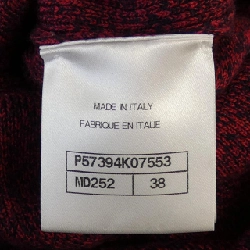 MADE IN ITALY
FABRIQUE EN ITALIE
P57394K07553
MD252 38